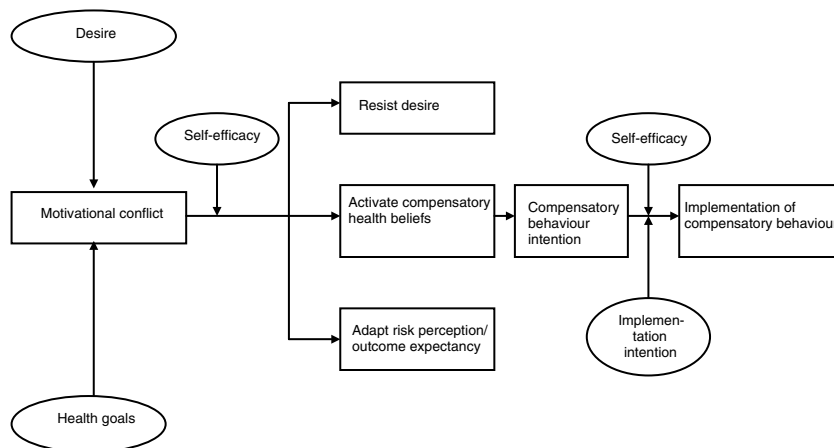 Desire
Resist desire
Self-efficacy
Self-efficacy
Motivational conflict
Activate compensatory
health beliefs
Compensatory
behaviour
intention
Implementation of
compensatory behaviour
Adapt risk perception/
outcome expectancy
Implemen-
tation
intention
Health goals